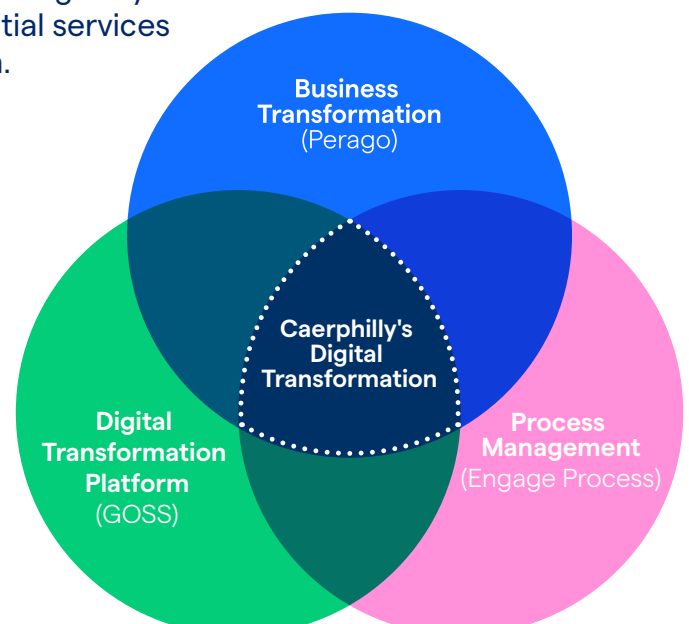 tial services
Business
Transformation
(Perago)
Caerphilly's
Digital
Transformation
Digital
Transformation
Platform
(GOSS)
Process
Management
(Engage Process)